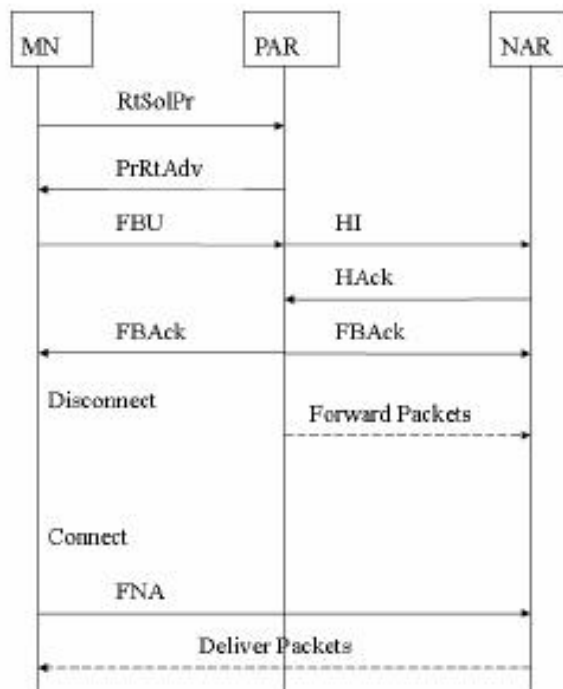 MN PAR NAR
RtSolPr
PrRtAdv
FBU HI
HAck
FBAck FBAck
Disconnect
Forward Packets
Connect
FNA
Deliver Packets